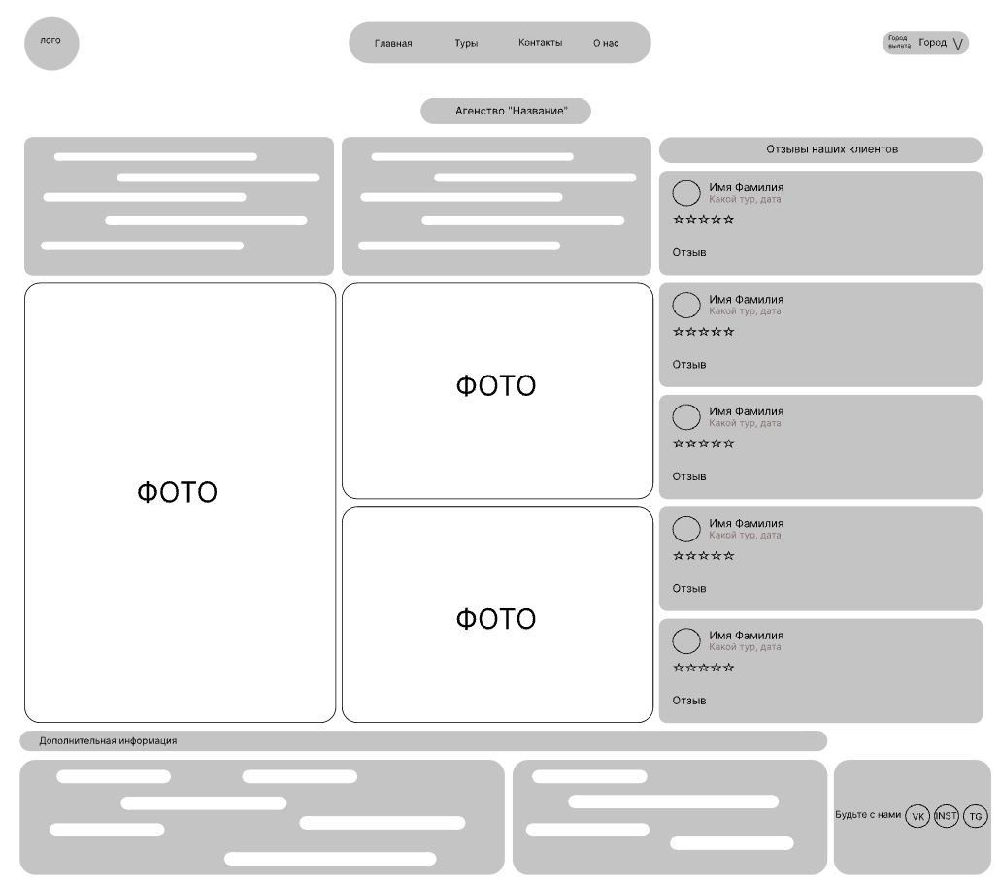 лого
Главная
Туры
Контакты
О нас
Город
вылета
Город
Агенство "Название"
Отзывы наших клиентов
Имя Фамилия
Какой тур, дата
Отзыв
Имя Фамилия
Какой тур, дата
Отзыв
Имя Фамилия
Какой тур, дата
Отзыв
Имя Фамилия
Какой тур, дата
Отзыв
Имя Фамилия
Какой тур, дата
Отзыв
ФОТО
ФОТО
ФОТО
Дополнительная информация
Будьте с нами
VK
INST
TG